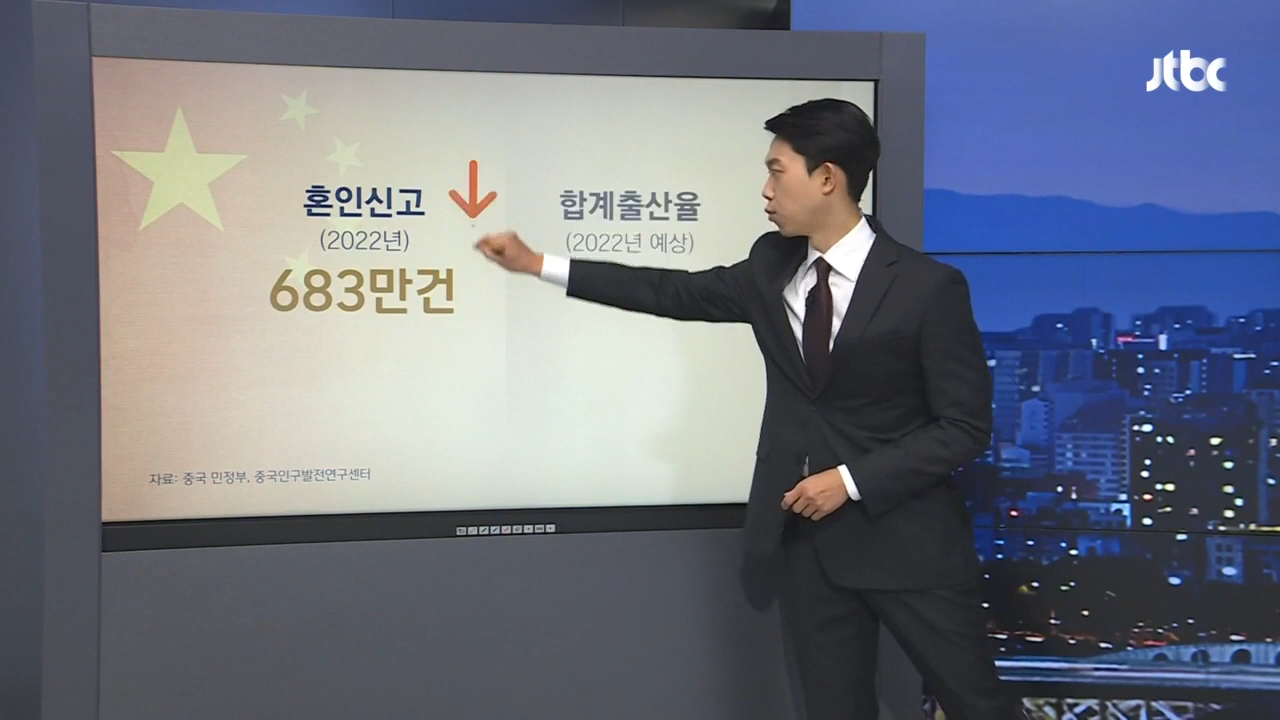 jtbc
혼인신고
(2022년)
683만건
합계출산율
(2022년 예상)
자료: 중국 민정부, 중국인구발전연구센터